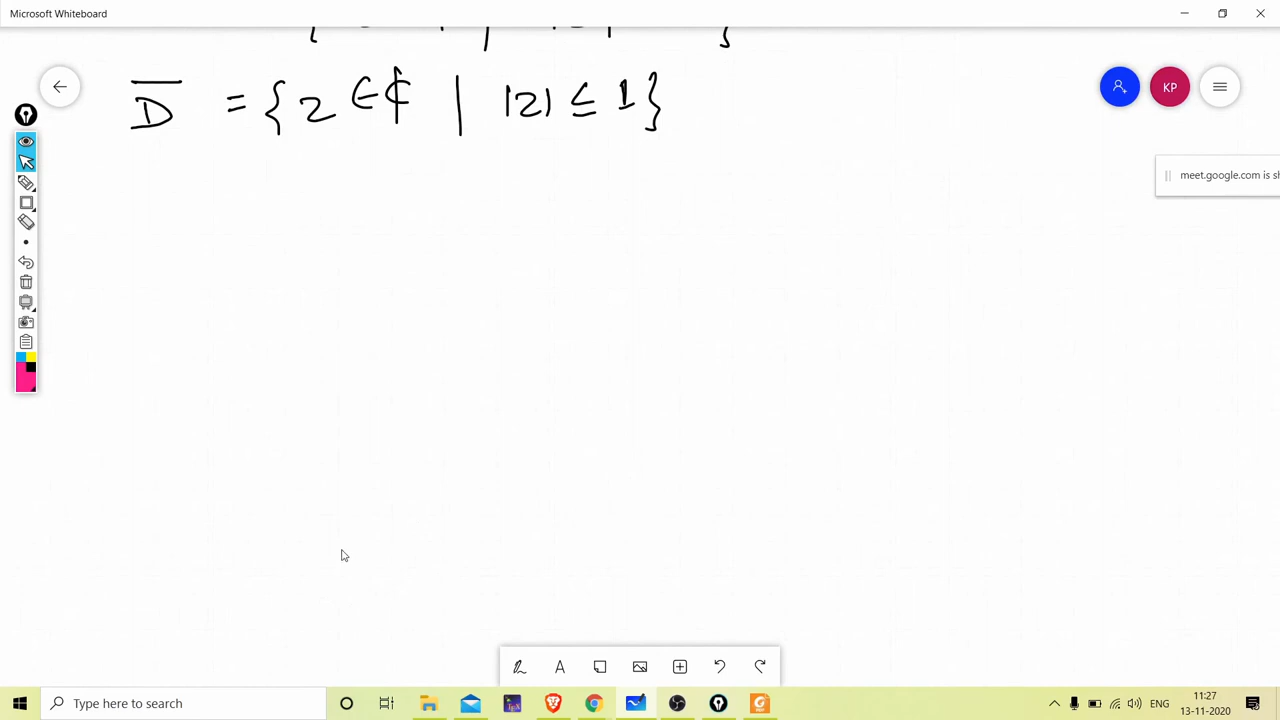 Microsoft Whiteboard
D̅ = { z ∈ ₵ | |z| ≤ 1 }
KP
meet.google.com is sh
A
Type here to search
ENG
11:27
13-11-2020